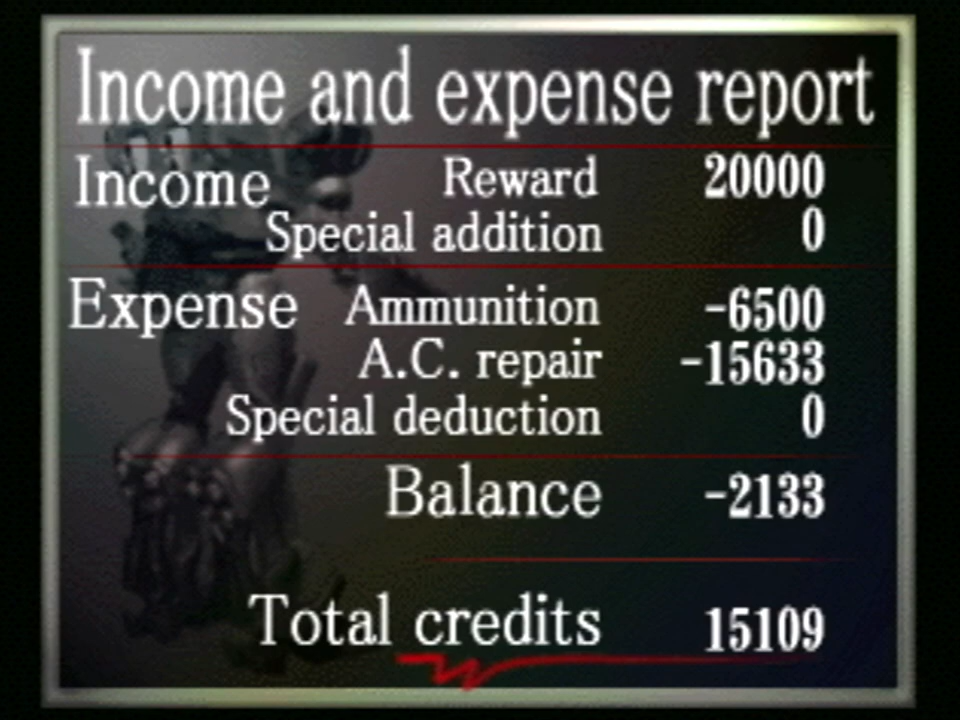 Income and expense report
Income Reward 20000
Special addition 0
Expense Ammunition -6500
A.C. repair -15633
Special deduction 0
Balance -2133
Total credits 15109